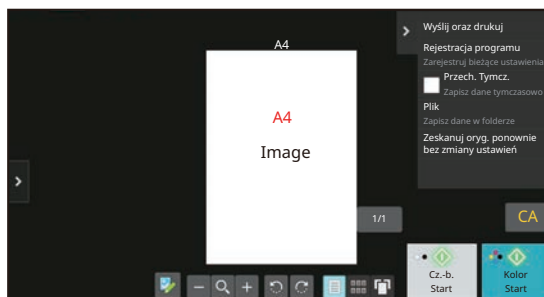 A4
A4
Image
1/1
Wyślij oraz drukuj
Rejestracja programu
Zarejestruj bieżące ustawienia
Przech. Tymcz.
Zapisz dane tymczasowo
Plik
Zapisz dane w folderze
Zeskanuj oryg. ponownie
bez zmiany ustawień
CA
Cz.-b.
Start
Kolor
Start